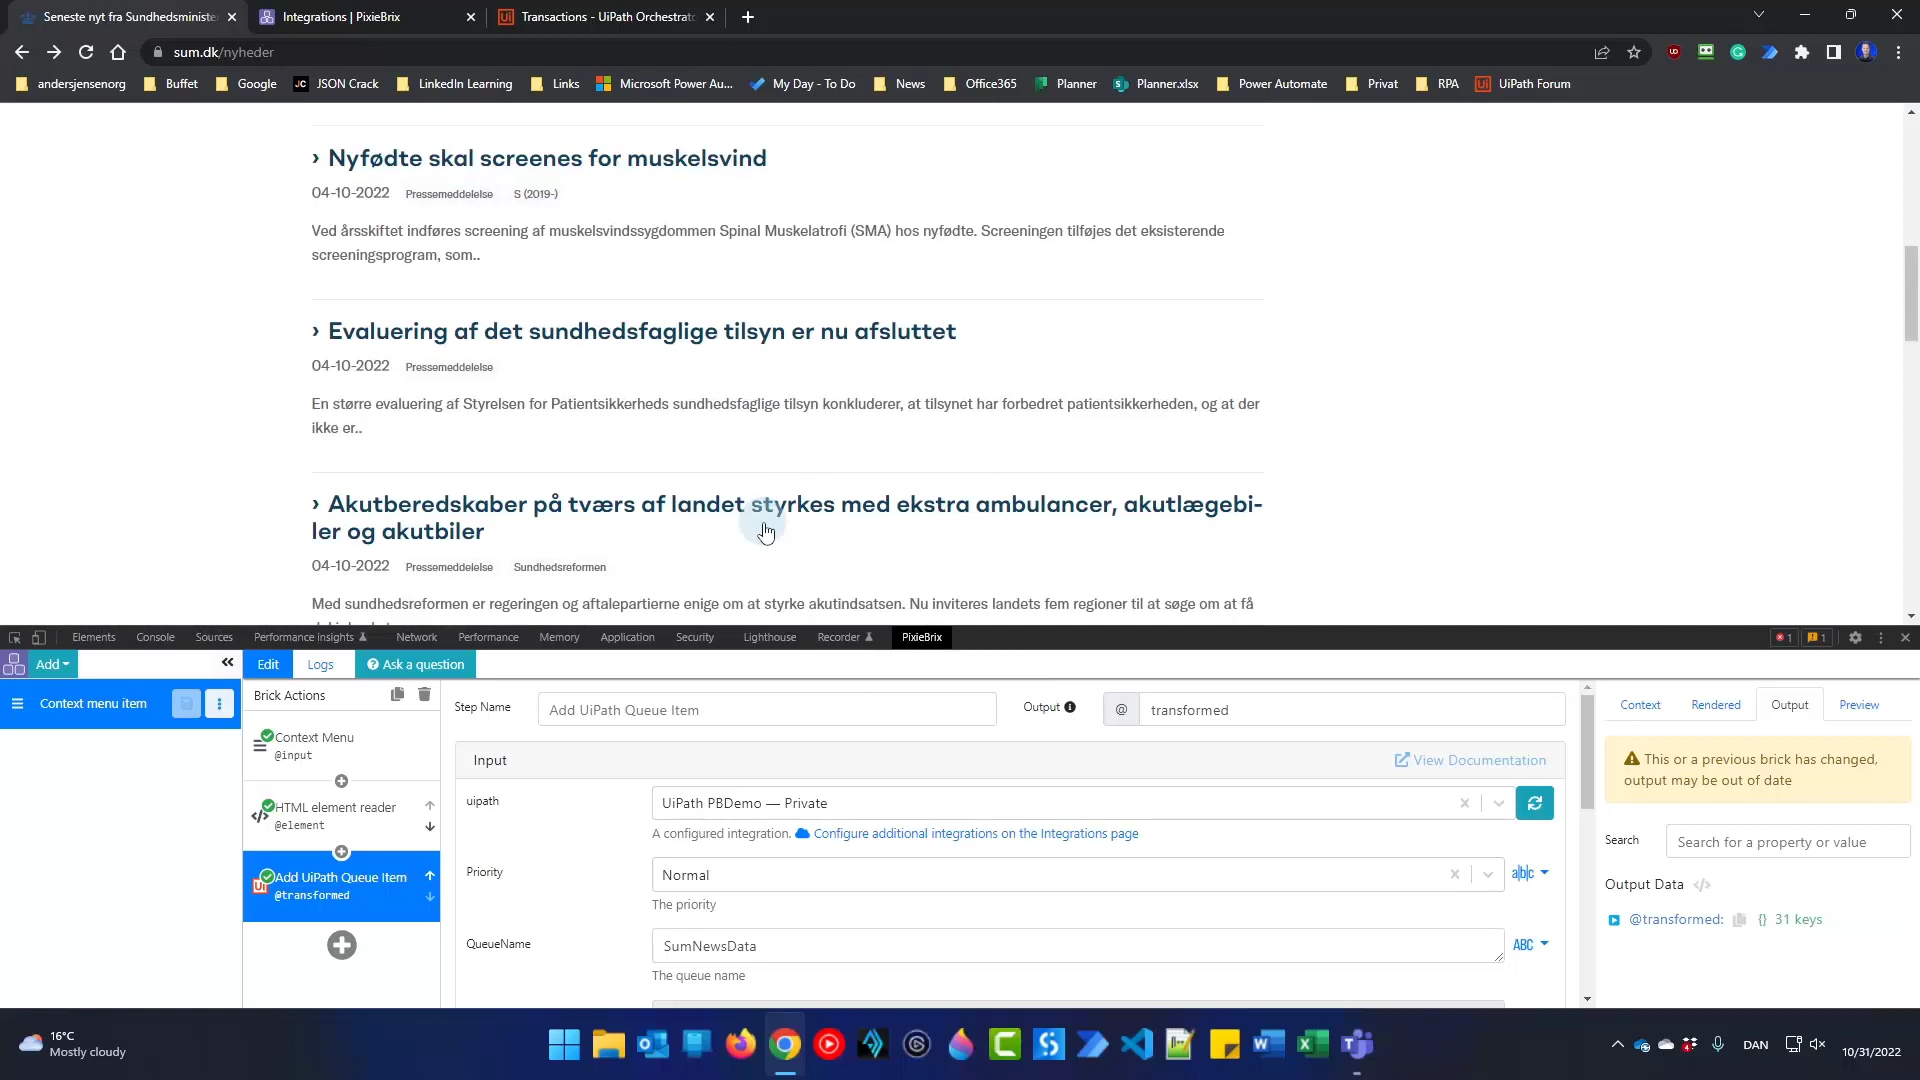 Seneste nyt fra Sundhedsministe
Integrations | PixieBrix
Transactions - UiPath Orchestrato
sum.dk/nyheder
andersjensenorg
Buffet
Google
JSON Crack
LinkedIn Learning
Links
Microsoft Power Au...
My Day - To Do
News
Office365
Planner
Planner.xlsx
Power Automate
Privat
RPA
UiPath Forum
› Nyfødte skal screenes for muskelsvind
04-10-2022 Pressemeddelelse S (2019-)
Ved årsskiftet indføres screening af muskelsvindssygdommen Spinal Muskelatrofi (SMA) hos nyfødte. Screeningen tilføjes det eksisterende
screeningsprogram, som..
› Evaluering af det sundhedsfaglige tilsyn er nu afsluttet
04-10-2022 Pressemeddelelse
En større evaluering af Styrelsen for Patientsikkerheds sundhedsfaglige tilsyn konkluderer, at tilsynet har forbedret patientsikkerheden, og at der
ikke er..
› Akutberedskaber på tværs af landet styrkes med ekstra ambulancer, akutlægebi-
ler og akutbiler
04-10-2022 Pressemeddelelse Sundhedsreformen
Med sundhedsreformen er regeringen og aftalepartierne enige om at styrke akutindsatsen. Nu inviteres landets fem regioner til at søge om at få
Elements
Console
Sources
Performance insights
Network
Performance
Memory
Application
Security
Lighthouse
Recorder
PixieBrix
1
1
Add
«
Edit
Logs
Ask a question
Context menu item
Brick Actions
Context Menu
@input
HTML element reader
@element
Add UiPath Queue Item
@transformed
Step Name
Add UiPath Queue Item
Output
@ transformed
Input
View Documentation
uipath
UiPath PBDemo — Private
A configured integration. Configure additional integrations on the Integrations page
Priority
Normal
a|b|c
The priority
QueueName
SumNewsData
ABC
The queue name
Context
Rendered
Output
Preview
This or a previous brick has changed,
output may be out of date
Search
Search for a property or value
Output Data </>
@transformed: {} 31 keys
16°C
Mostly cloudy
DAN
10/31/2022